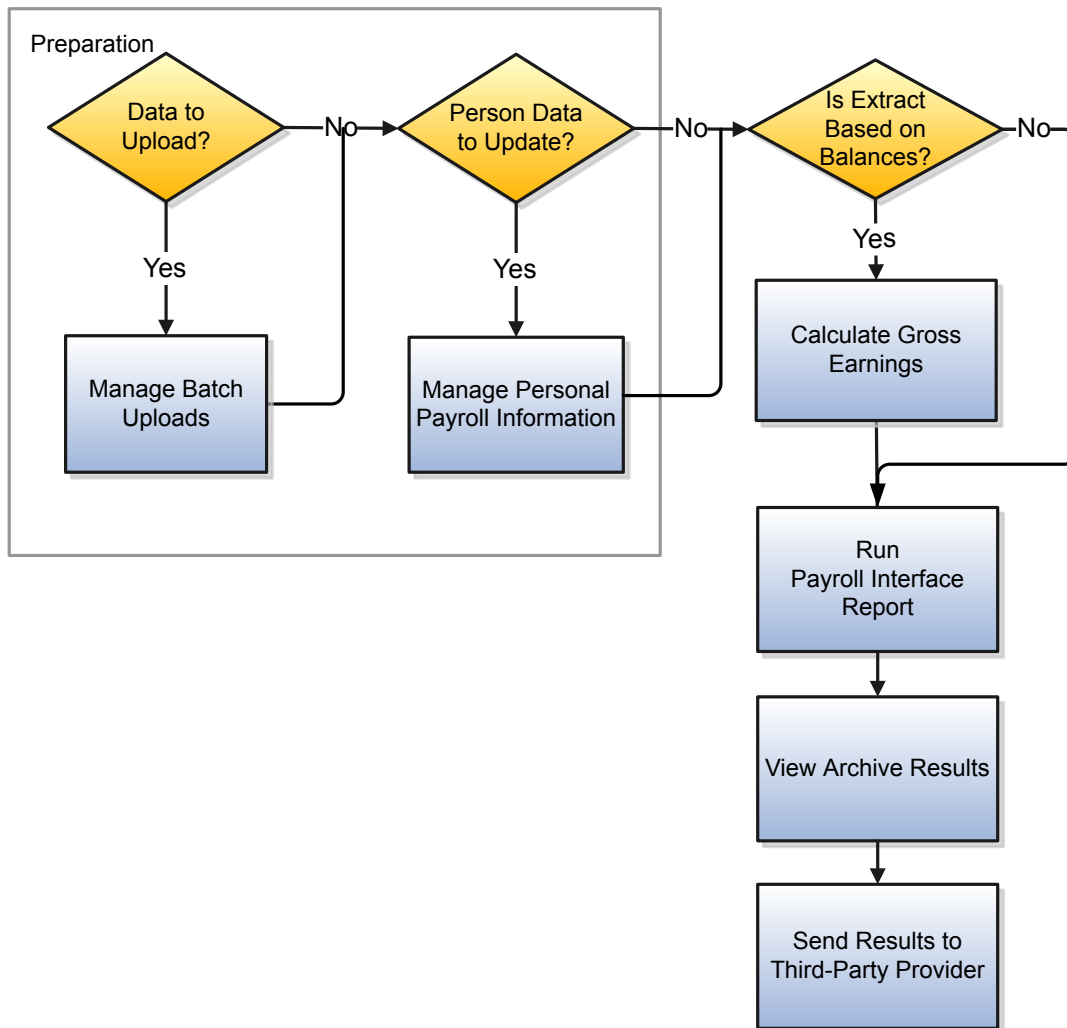 Preparation
Data to
Upload?
No
Person Data
to Update?
No
Is Extract
Based on
Balances?
No
Yes
Yes
Yes
Manage Batch
Uploads
Manage Personal
Payroll Information
Calculate Gross
Earnings
Run
Payroll Interface
Report
View Archive Results
Send Results to
Third-Party Provider